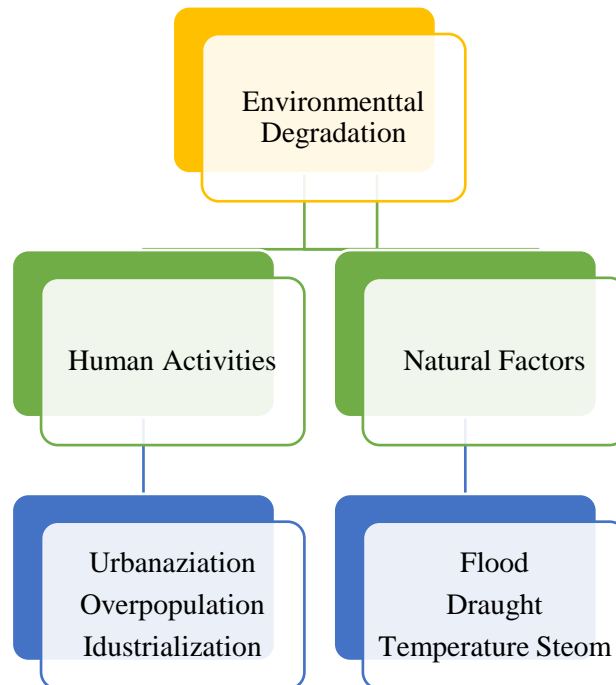 Environmenttal
Degradation
Human Activities
Natural Factors
Urbanaziation
Overpopulation
Idustrialization
Flood
Draught
Temperature Steom